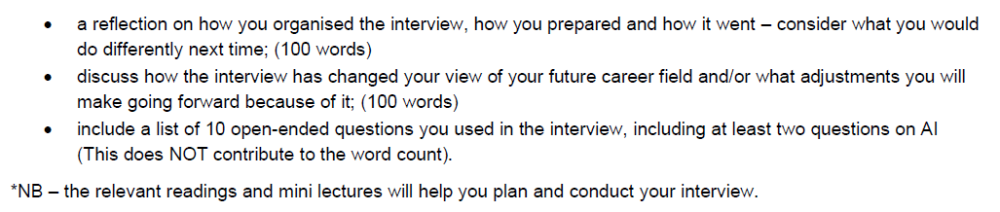 • a reflection on how you organised the interview, how you prepared and how it went – consider what you would
do differently next time; (100 words)
• discuss how the interview has changed your view of your future career field and/or what adjustments you will
make going forward because of it; (100 words)
• include a list of 10 open-ended questions you used in the interview, including at least two questions on AI
(This does NOT contribute to the word count).
*NB – the relevant readings and mini lectures will help you plan and conduct your interview.